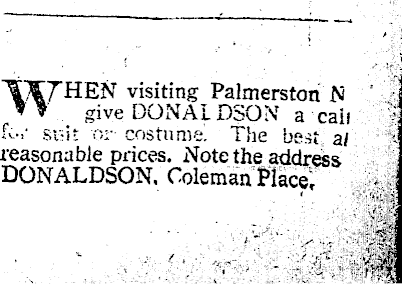 WHEN visiting Palmerston N
give DONALDSON a call
for suit or costume. The best at
reasonable prices. Note the address
DONALDSON, Coleman Place,